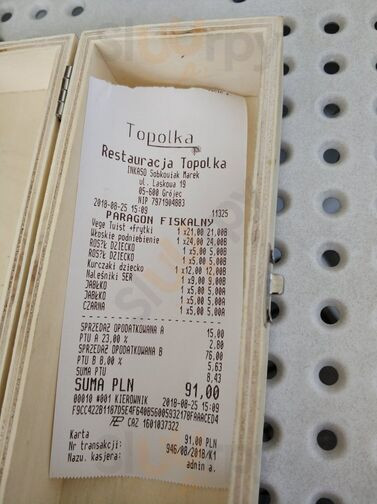 Topolka
Restauracja Topolka
INKASO Sobkowiak Marek
ul. Laskowa 19
05-600 Grójec
NIP 7971904883
2018-08-25 15:09 11325
PARAGON FISKALNY
Vege Twist +frytki 1 x21,00 21,00B
Włoskie podniebienie 1 x24,00 24,00B
ROSÓŁ DZIECKO 1 x5,00 5,00B
ROSÓŁ DZIECKO 1 x5,00 5,00B
Kurczaki dziecko 1 x12,00 12,00B
Naleśniki SER 1 x9,00 9,00B
JABŁKO 1 x5,00 5,00A
JABŁKO 1 x5,00 5,00A
CZARNA 1 x5,00 5,00A
SPRZEDAŻ OPODATKOWANA A 15,00
PTU A 23,00 % 2,80
SPRZEDAŻ OPODATKOWANA B 76,00
PTU B 8,00 % 5,63
SUMA PTU 8,43
SUMA PLN 91,00
00010 #0001 KIEROWNIK 2018-08-25 15:09
F9CC422B1187D5E4F640B56005932178F8AACED4
CAZ 1601037322
Karta 91,00 PLN
Nr transakcji: 946/08/2018/K1
Nazw. kasjera: admin a.
sluurpy